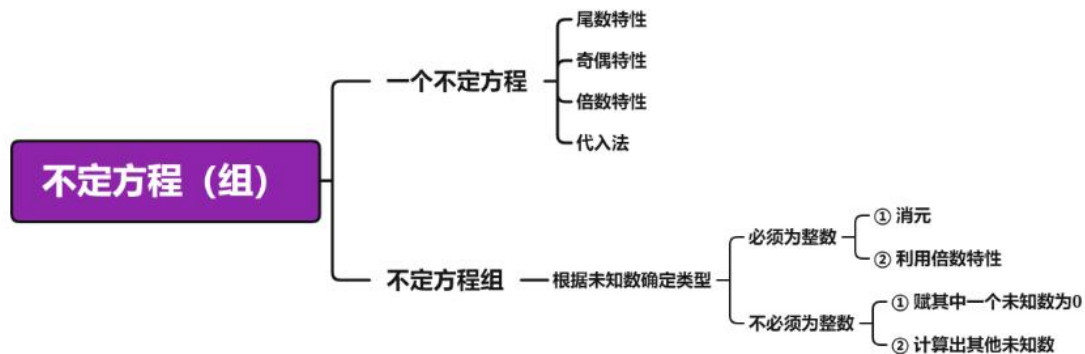 不定方程（组）
一个不定方程
尾数特性
奇偶特性
倍数特性
代入法
不定方程组
根据未知数确定类型
必须为整数
① 消元
② 利用倍数特性
不必须为整数
① 赋其中一个未知数为0
② 计算出其他未知数